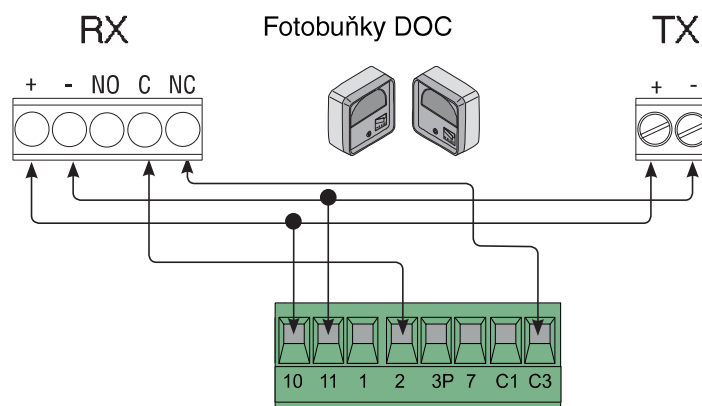 RX Fotobuňky DOC TX
+ - NO C NC + -
10 11 1 2 3P 7 C1 C3